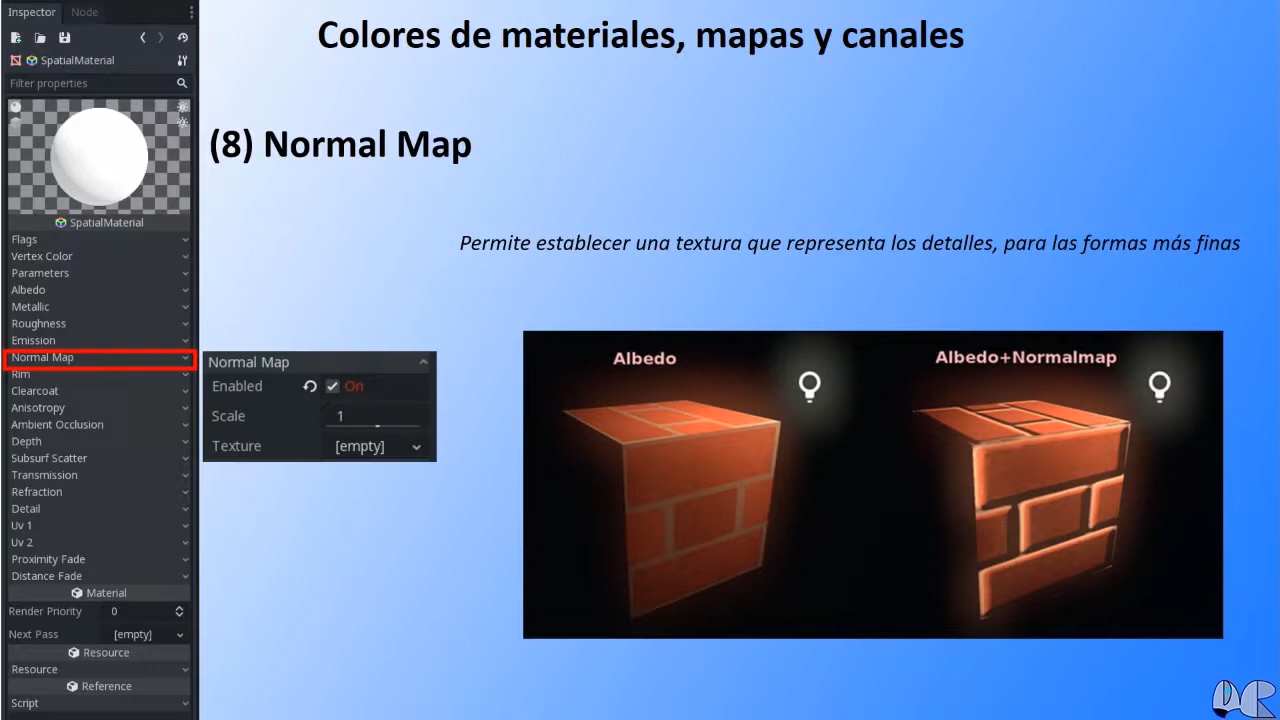 Inspector Node
SpatialMaterial
Filter properties
SpatialMaterial
Flags
Vertex Color
Parameters
Albedo
Metallic
Roughness
Emission
Normal Map
Rim
Clearcoat
Anisotropy
Ambient Occlusion
Depth
Subsurf Scatter
Transmission
Refraction
Detail
Uv 1
Uv 2
Proximity Fade
Distance Fade
Material
Render Priority 0
Next Pass [empty]
Resource
Resource
Reference
Script
Colores de materiales, mapas y canales
(8) Normal Map
Permite establecer una textura que representa los detalles, para las formas más finas
Normal Map
Enabled On
Scale 1
Texture [empty]
Albedo
Albedo+Normalmap